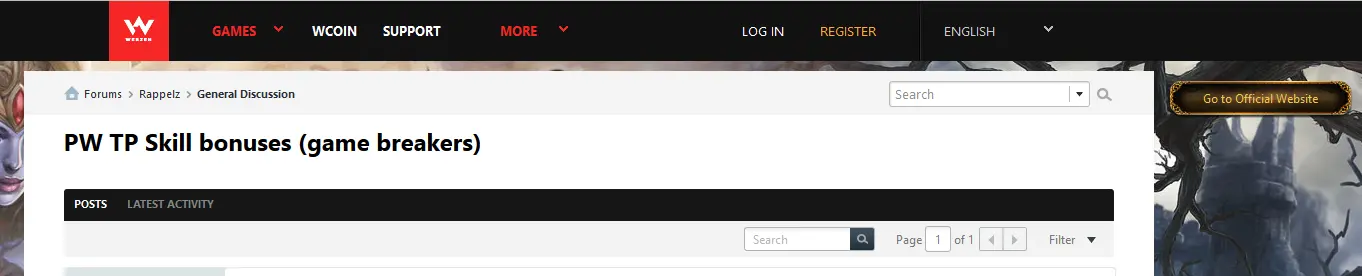 WEBZEN
GAMES WCOIN SUPPORT MORE LOG IN REGISTER ENGLISH
Forums > Rappelz > General Discussion
Search
Go to Official Website
PW TP Skill bonuses (game breakers)
POSTS LATEST ACTIVITY
Search Page 1 of 1 Filter